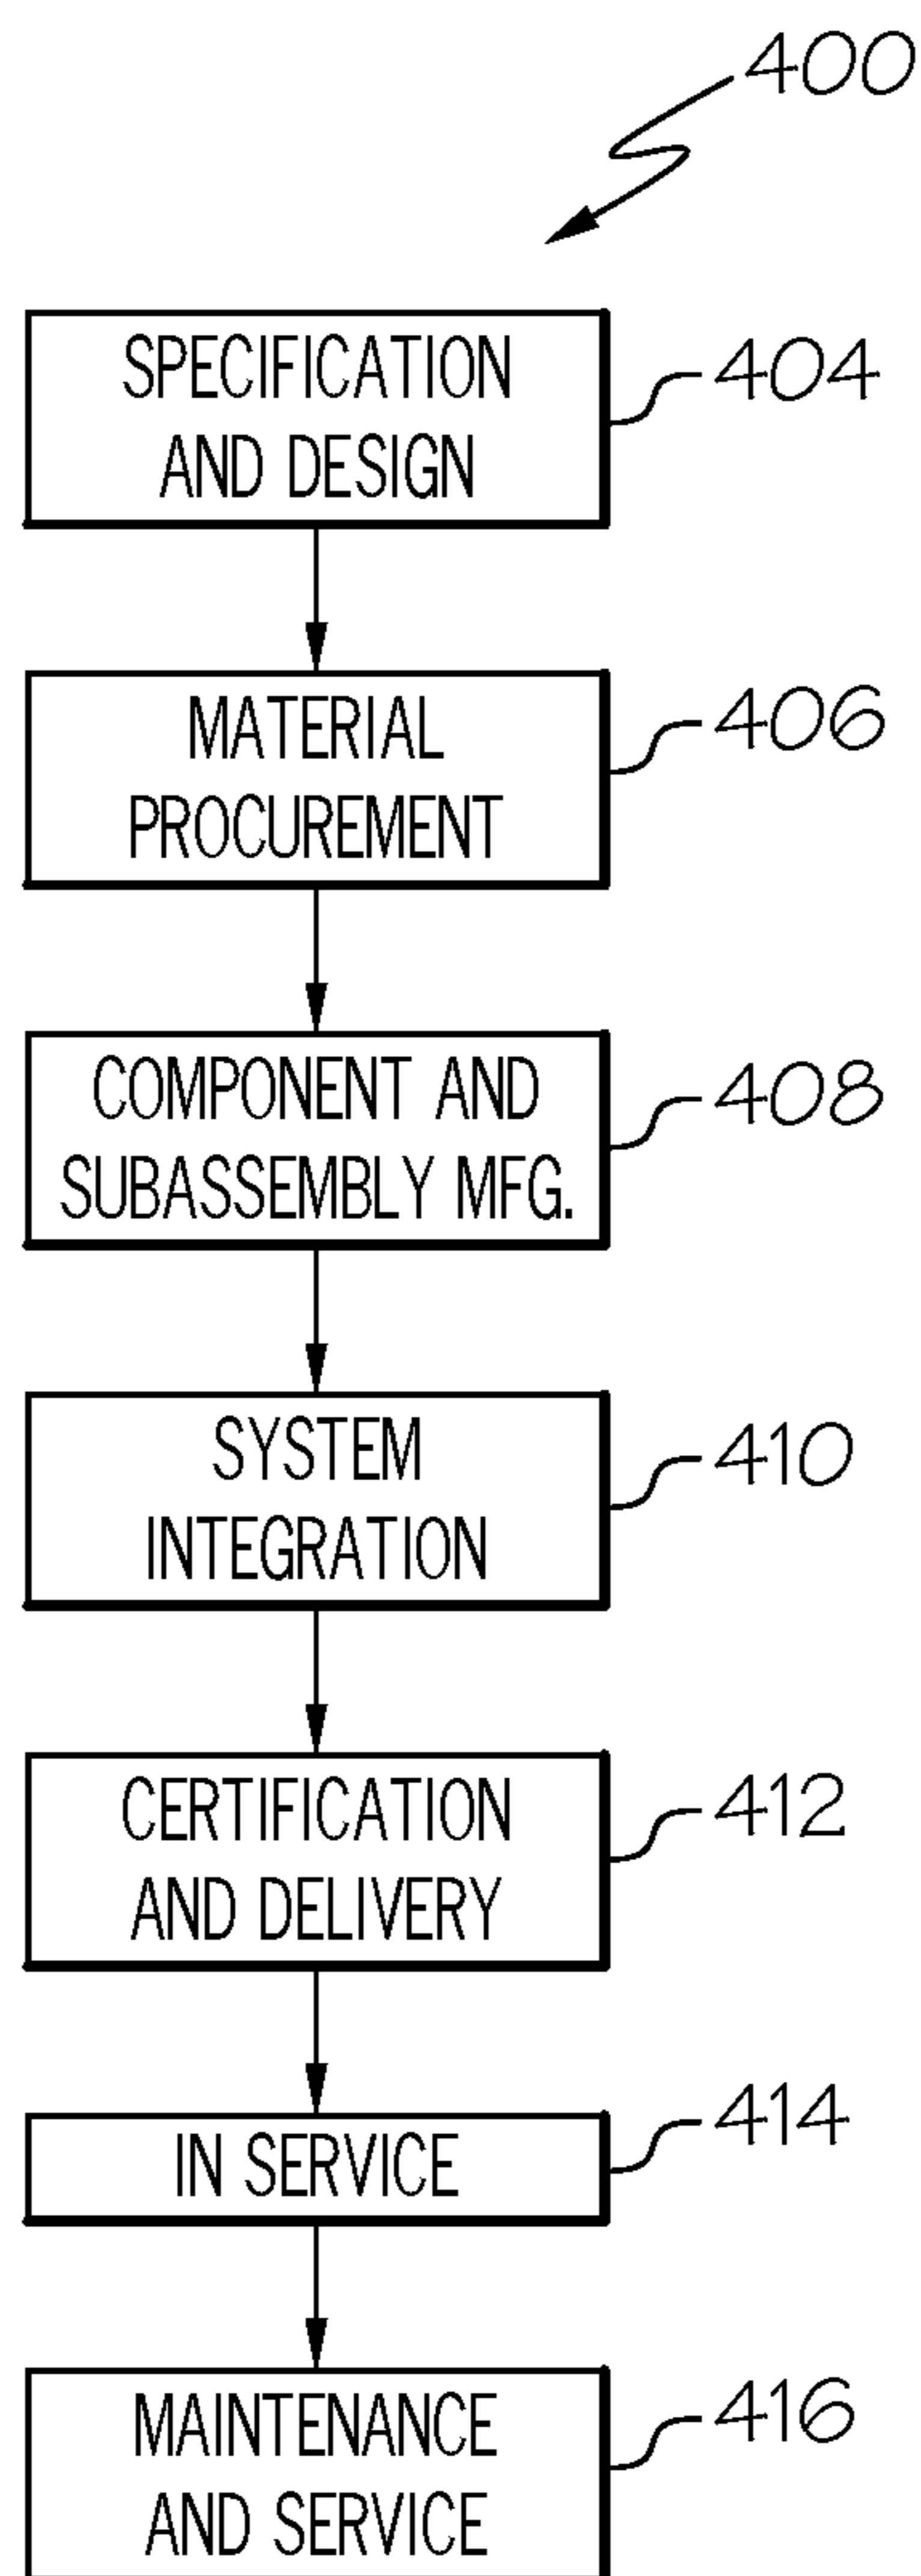 400
SPECIFICATION
AND DESIGN
404
MATERIAL
PROCUREMENT
406
COMPONENT AND
SUBASSEMBLY MFG.
408
SYSTEM
INTEGRATION
410
CERTIFICATION
AND DELIVERY
412
IN SERVICE
414
MAINTENANCE
AND SERVICE
416